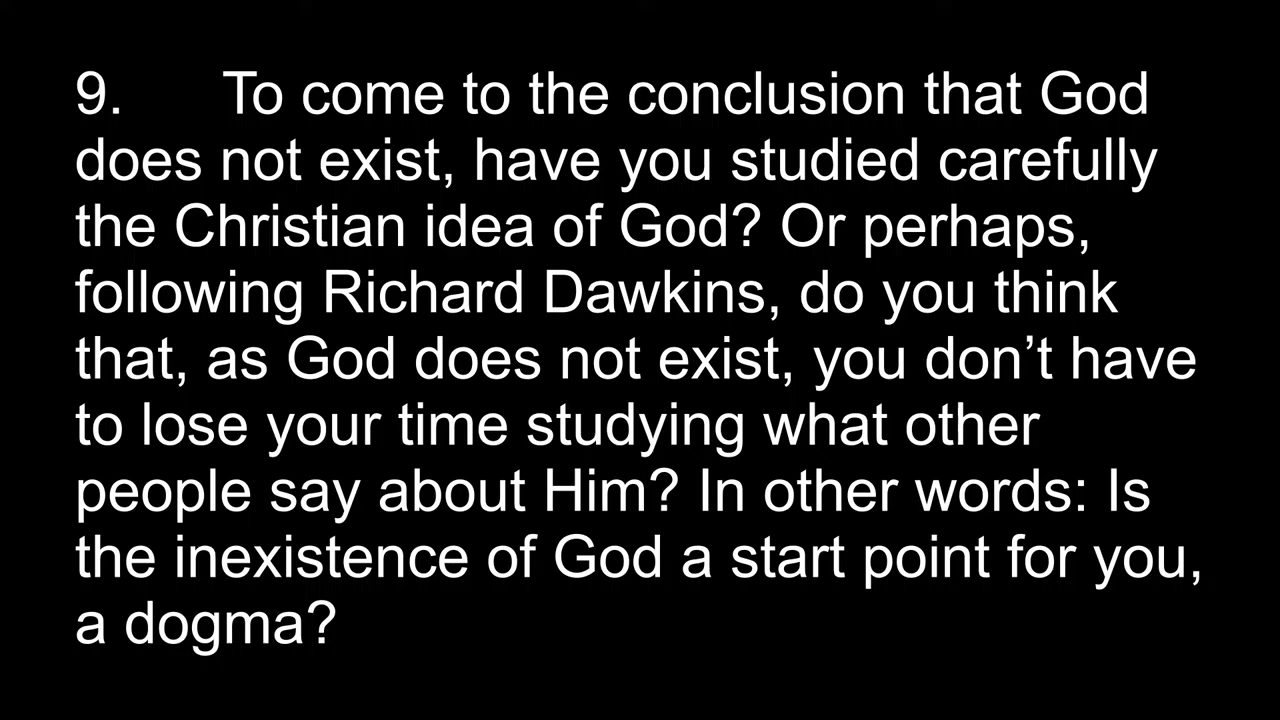 9. To come to the conclusion that God
does not exist, have you studied carefully
the Christian idea of God? Or perhaps,
following Richard Dawkins, do you think
that, as God does not exist, you don’t have
to lose your time studying what other
people say about Him? In other words: Is
the inexistence of God a start point for you,
a dogma?